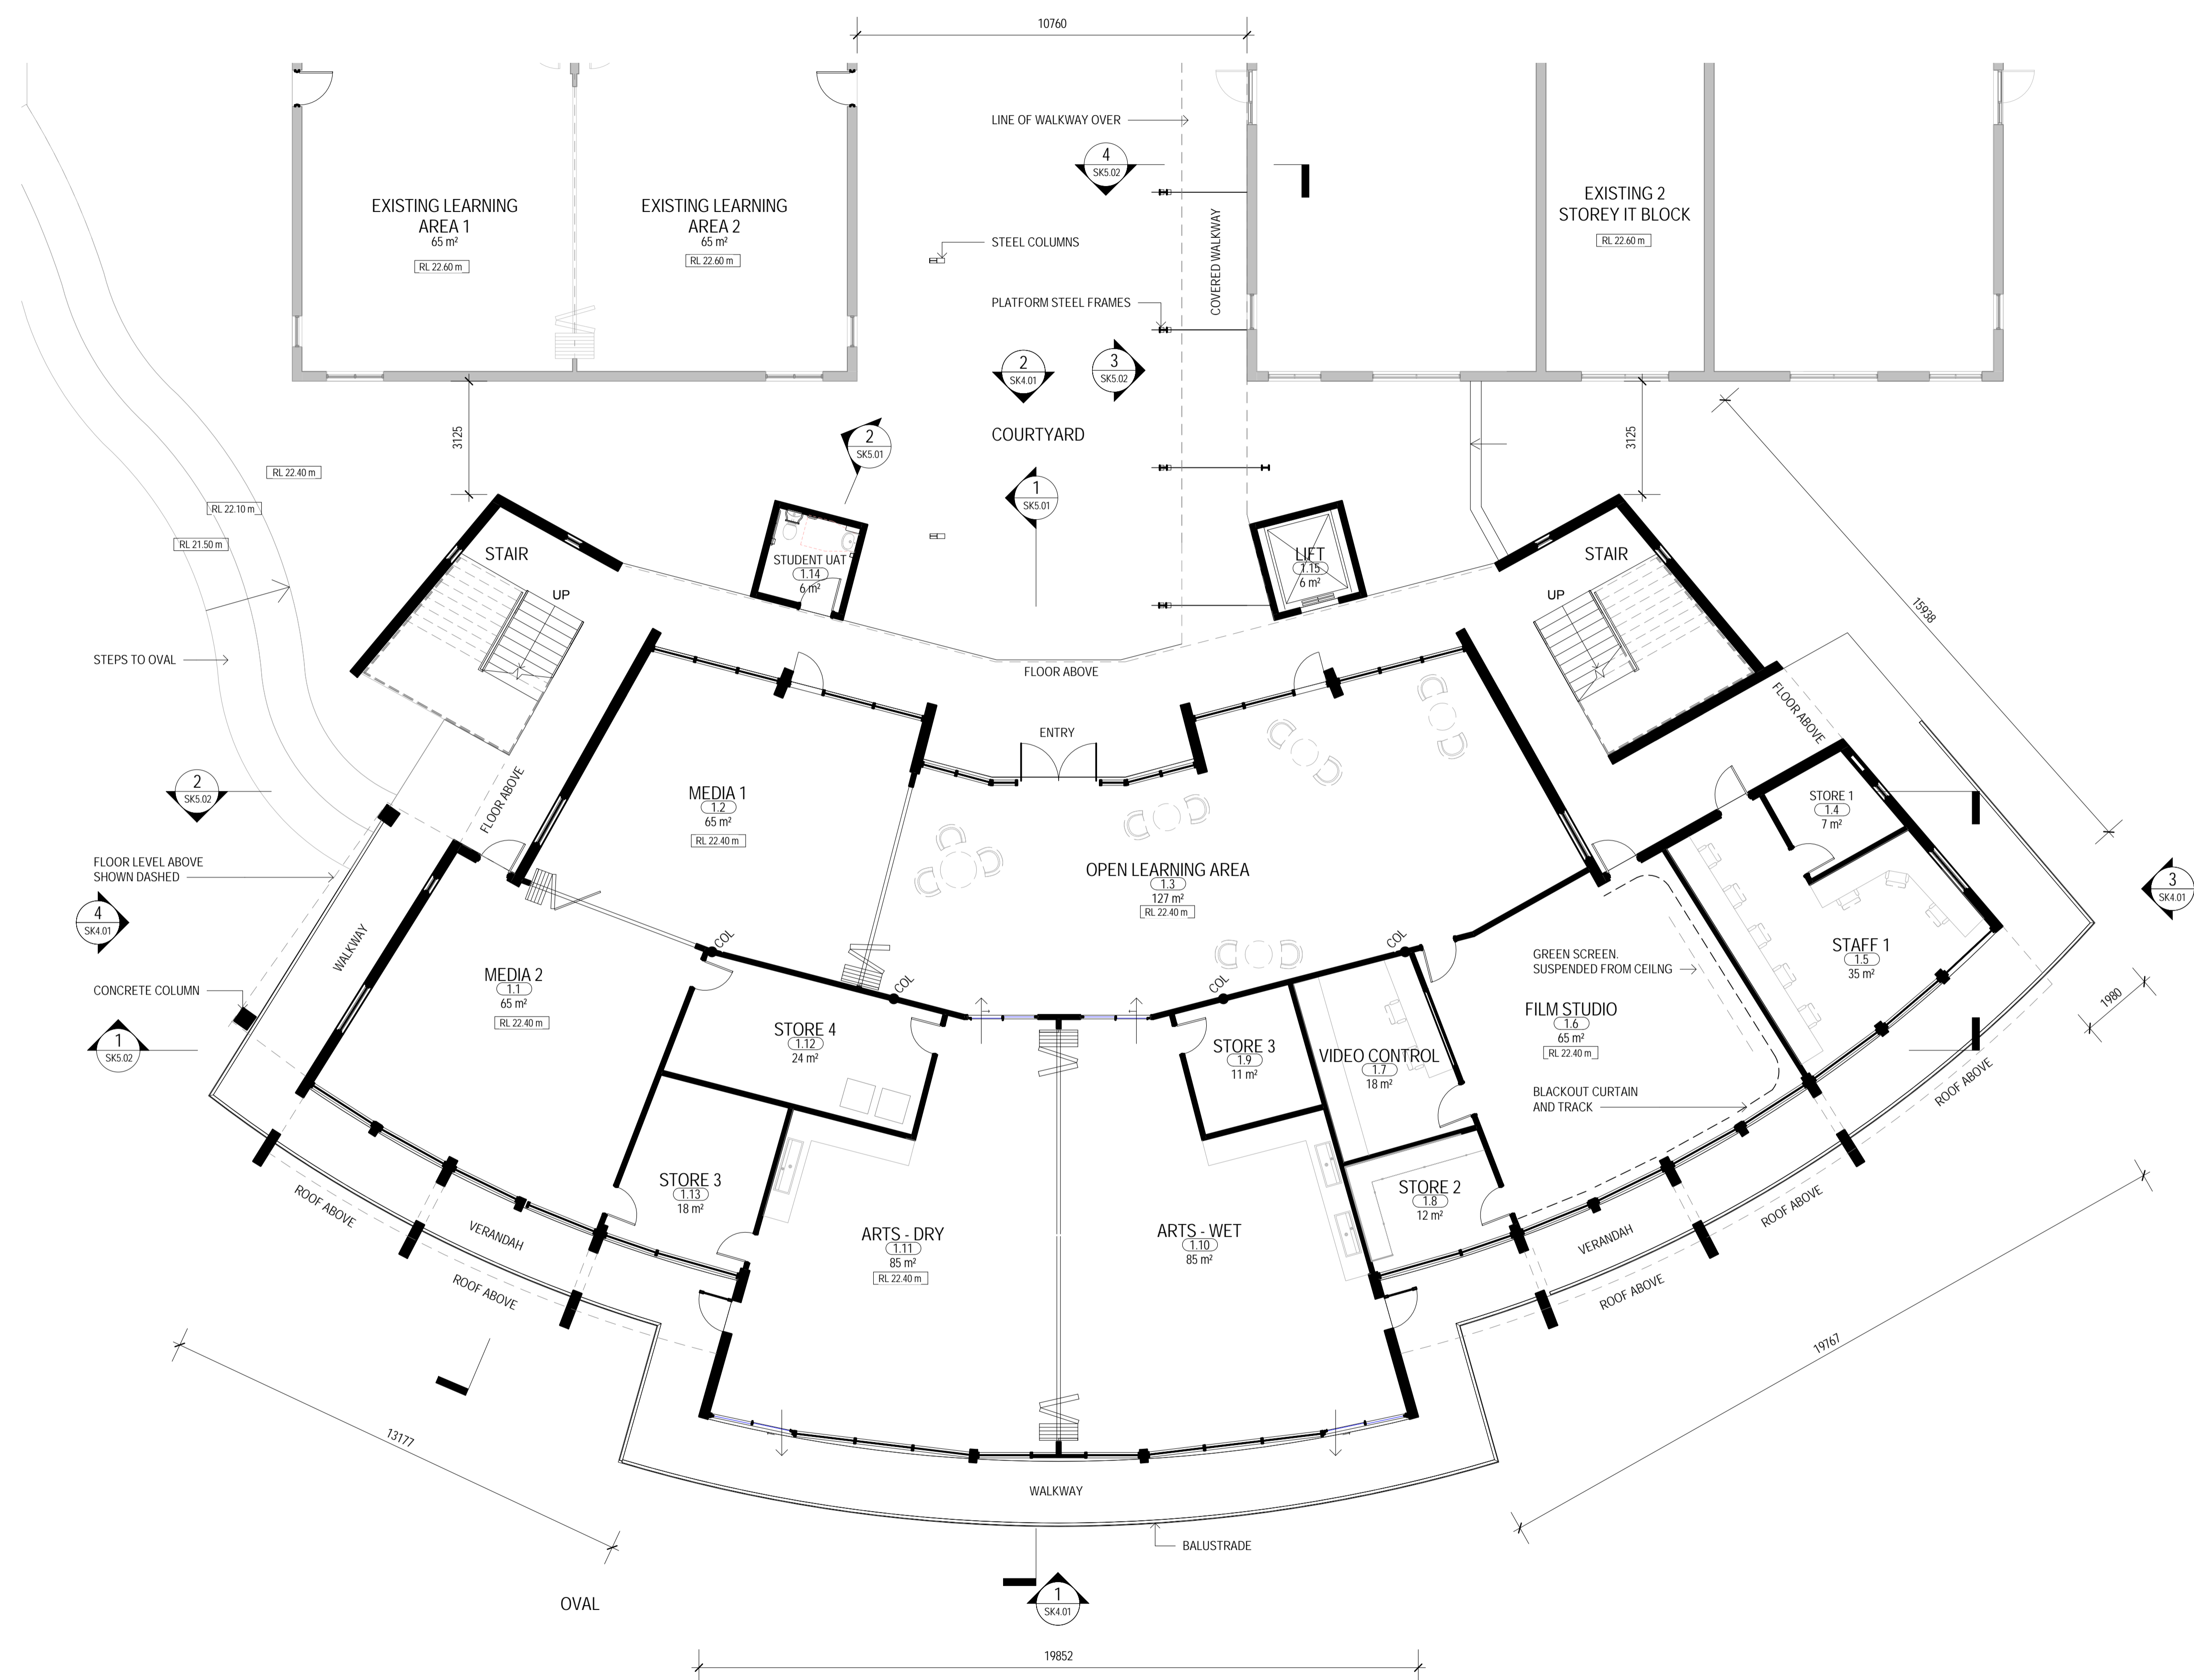 10760
LINE OF WALKWAY OVER
4
SK5.02
EXISTING LEARNING
AREA 1
65 m²
RL 22.60 m
EXISTING LEARNING
AREA 2
65 m²
RL 22.60 m
STEEL COLUMNS
COVERED WALKWAY
EXISTING 2
STOREY IT BLOCK
RL 22.60 m
PLATFORM STEEL FRAMES
2
SK4.01
3
SK5.02
3125
COURTYARD
3125
2
SK5.01
1
SK5.01
RL 22.40 m
RL 22.10 m
RL 21.50 m
STAIR
UP
STUDENT UAT
1.14
6 m²
LIFT
1.15
6 m²
STAIR
UP
15938
STEPS TO OVAL
FLOOR ABOVE
FLOOR ABOVE
ENTRY
2
SK5.02
FLOOR ABOVE
MEDIA 1
1.2
65 m²
RL 22.40 m
STORE 1
1.4
7 m²
FLOOR LEVEL ABOVE
SHOWN DASHED
OPEN LEARNING AREA
1.3
127 m²
RL 22.40 m
3
SK4.01
4
SK4.01
WALKWAY
COL
COL
COL
COL
GREEN SCREEN.
SUSPENDED FROM CEILNG
STAFF 1
1.5
35 m²
MEDIA 2
1.1
65 m²
RL 22.40 m
CONCRETE COLUMN
1980
FILM STUDIO
1.6
65 m²
RL 22.40 m
1
SK5.02
STORE 4
1.12
24 m²
STORE 3
1.9
11 m²
VIDEO CONTROL
1.7
18 m²
BLACKOUT CURTAIN
AND TRACK
ROOF ABOVE
STORE 3
1.13
18 m²
STORE 2
1.8
12 m²
ROOF ABOVE
VERANDAH
ARTS - DRY
1.11
85 m²
RL 22.40 m
ARTS - WET
1.10
85 m²
VERANDAH
ROOF ABOVE
ROOF ABOVE
ROOF ABOVE
19767
13177
WALKWAY
BALUSTRADE
OVAL
1
SK4.01
19852